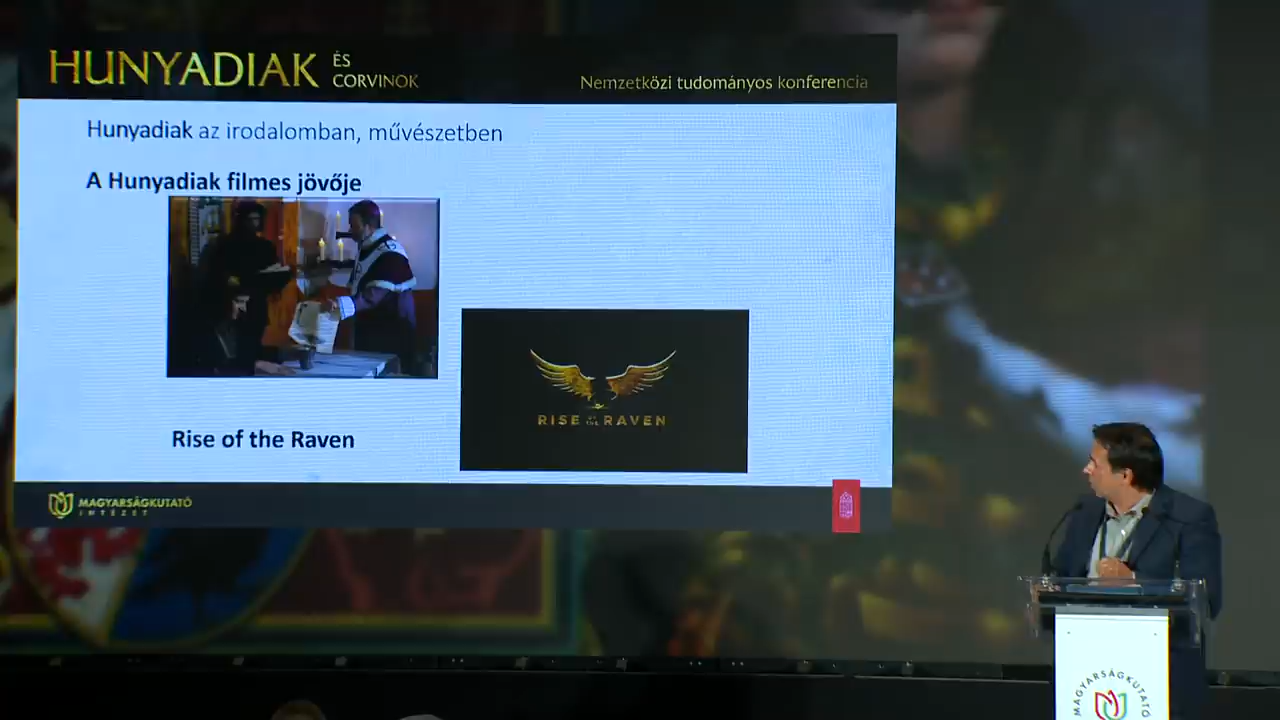 HUNYADIAK ÉS CORVINOK
Nemzetközi tudományos konferencia
Hunyadiak az irodalomban, művészetben
A Hunyadiak filmes jövője
RISE OF THE RAVEN
Rise of the Raven
MAGYARSÁGKUTATÓ
INTÉZET
MAGYARSÁGKUTATÓ